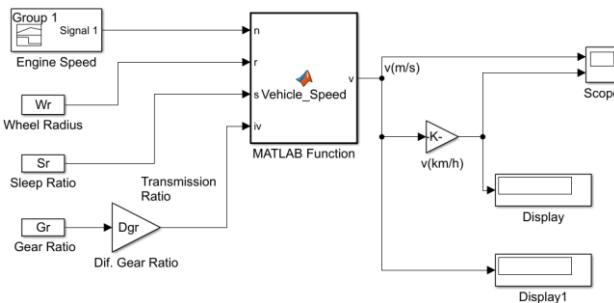 Group 1
Signal 1
Engine Speed
Wr
Wheel Radius
Sr
Sleep Ratio
Gr
Gear Ratio
Dgr
Dif. Gear Ratio
Transmission
Ratio
n
r
s
iv
v
Vehicle_Speed
MATLAB Function
v(m/s)
-K-
v(km/h)
Scope
Display
Display1